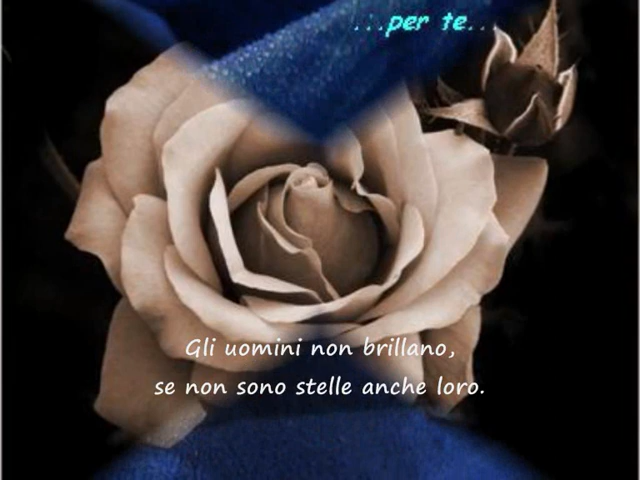 ...per te...
Gli uomini non brillano,
se non sono stelle anche loro.